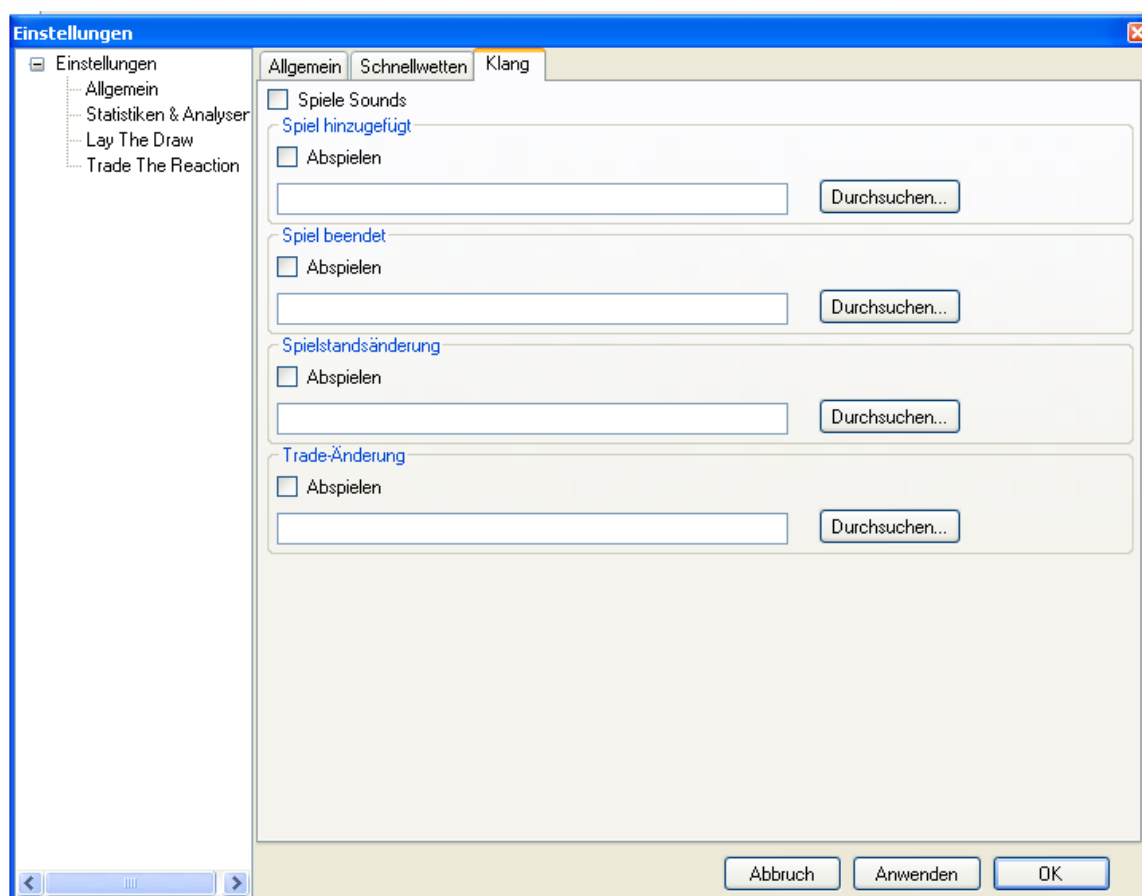 Einstellungen
Einstellungen
Allgemein
Statistiken & Analyser
Lay The Draw
Trade The Reaction
Allgemein
Schnellwetten
Klang
Spiele Sounds
Spiel hinzugefügt
Abspielen
Durchsuchen...
Spiel beendet
Abspielen
Durchsuchen...
Spielstandsänderung
Abspielen
Durchsuchen...
Trade-Änderung
Abspielen
Durchsuchen...
Abbruch
Anwenden
OK